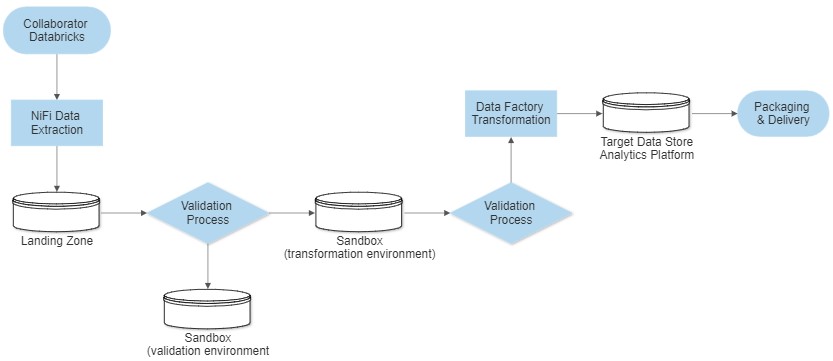 Collaborator
Databricks
NiFi Data
Extraction
Landing Zone
Validation
Process
Sandbox
(validation environment
Sandbox
(transformation environment)
Validation
Process
Data Factory
Transformation
Target Data Store
Analytics Platform
Packaging
& Delivery